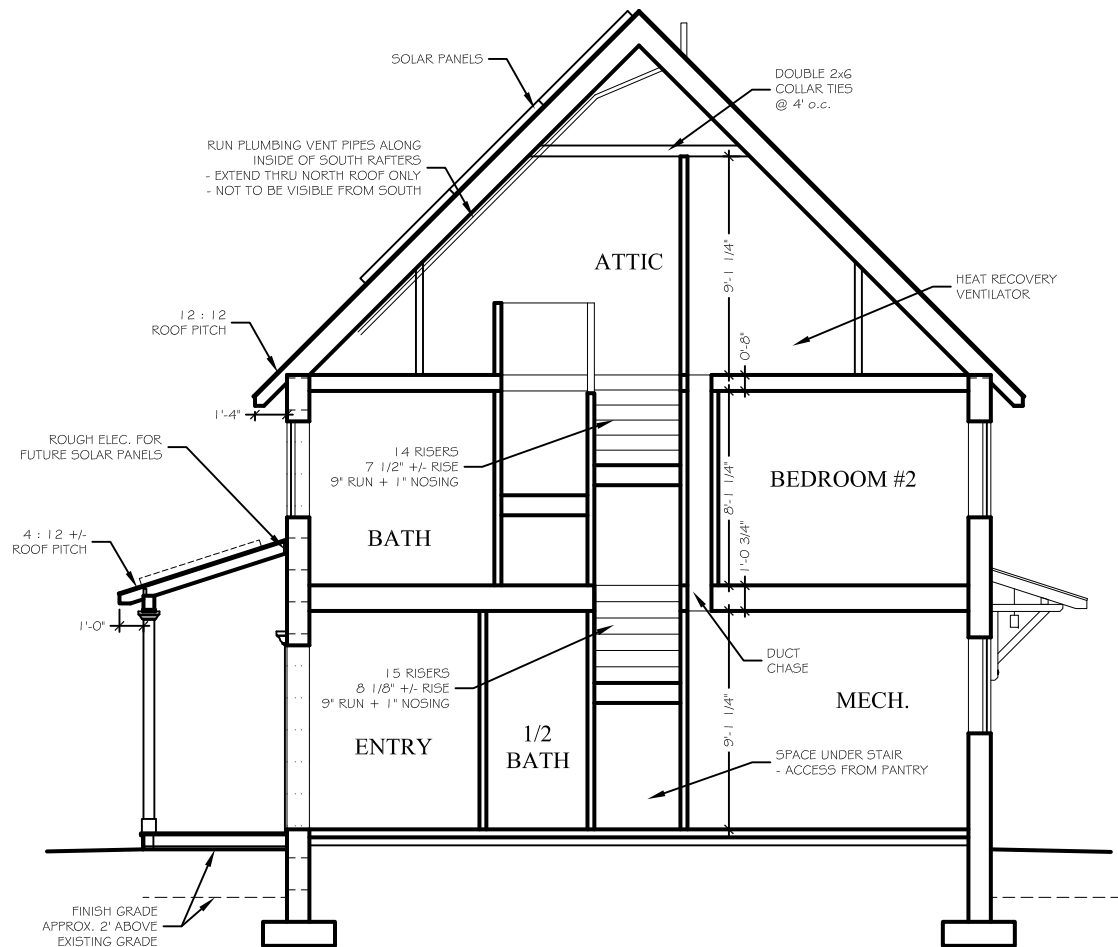 SOLAR PANELS
DOUBLE 2x6
COLLAR TIES
@ 4' o.c.
RUN PLUMBING VENT PIPES ALONG
INSIDE OF SOUTH RAFTERS
- EXTEND THRU NORTH ROOF ONLY
- NOT TO BE VISIBLE FROM SOUTH
ATTIC
9'-1 1/4"
HEAT RECOVERY
VENTILATOR
12 : 12
ROOF PITCH
0'-8"
1'-4"
ROUGH ELEC. FOR
FUTURE SOLAR PANELS
14 RISERS
7 1/2" +/- RISE
9" RUN + 1" NOSING
8'-1 1/4"
BEDROOM #2
BATH
4 : 12 +/-
ROOF PITCH
1'-0 3/4"
1'-0"
15 RISERS
8 1/8" +/- RISE
9" RUN + 1" NOSING
DUCT
CHASE
MECH.
9'-1 1/4"
ENTRY
1/2
BATH
SPACE UNDER STAIR
- ACCESS FROM PANTRY
FINISH GRADE
APPROX. 2' ABOVE
EXISTING GRADE